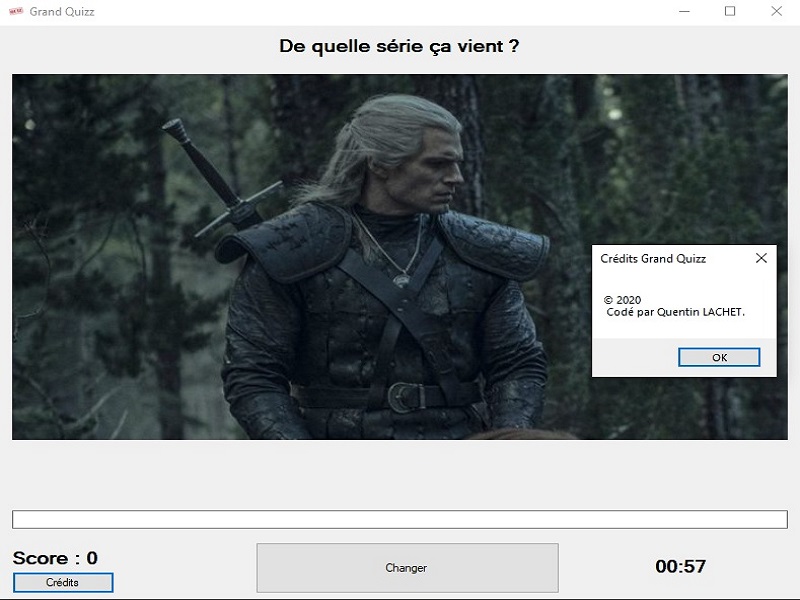 Grand Quizz
De quelle série ça vient ?
Crédits Grand Quizz
© 2020
Codé par Quentin LACHET.
OK
Score : 0
Crédits
Changer
00:57